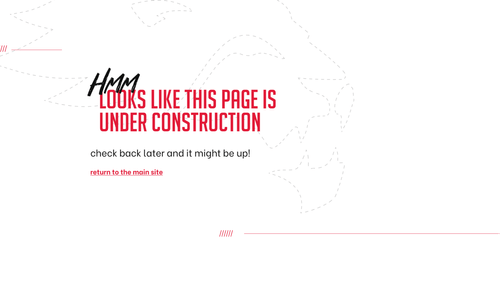 HMM
LOOKS LIKE THIS PAGE IS
UNDER CONSTRUCTION
check back later and it might be up!
return to the main site